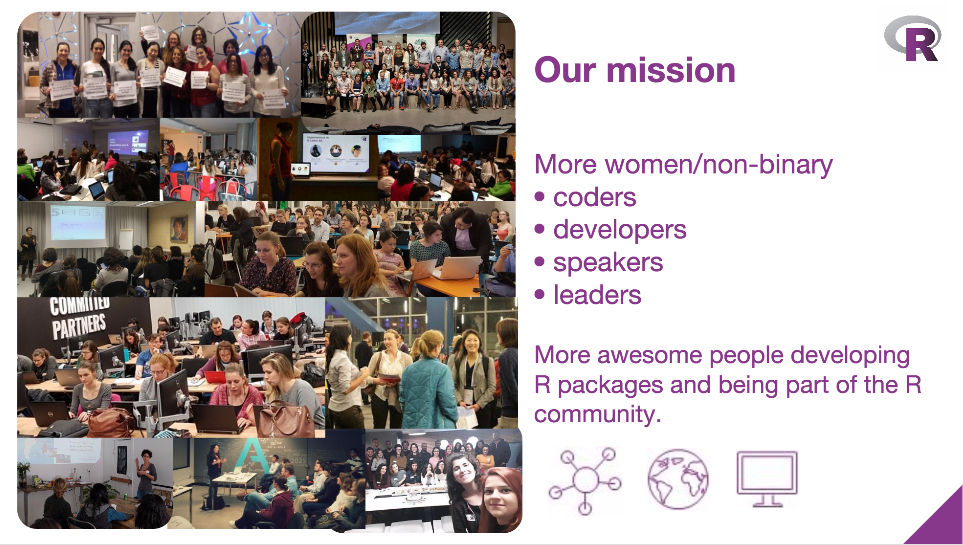 Our mission
R
More women/non-binary
• coders
• developers
• speakers
• leaders
More awesome people developing
R packages and being part of the R
community.
COMMITTED
PARTNERS